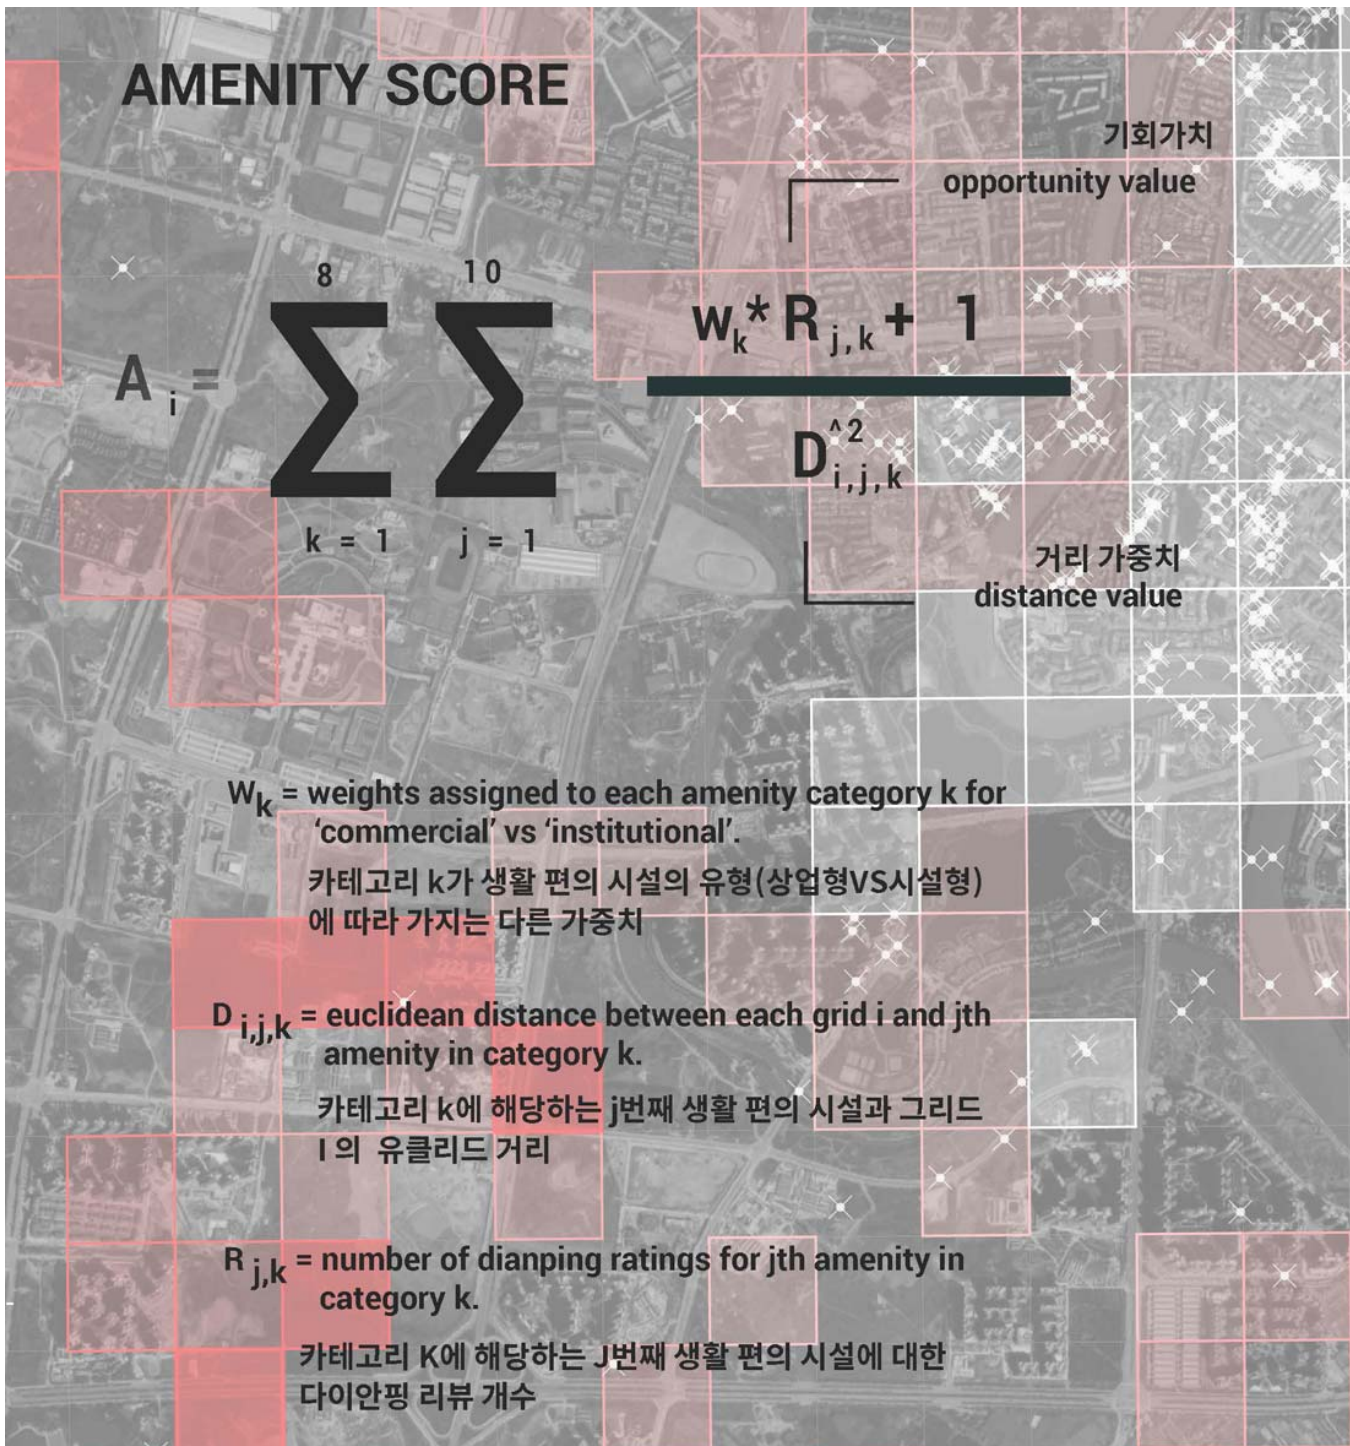 AMENITY SCORE
기회가치
opportunity value
8 10
A i = ∑ ∑ w k * R j,k + 1
D ^2 i,j,k
k = 1 j = 1
거리 가중치
distance value
W k = weights assigned to each amenity category k for
‘commercial’ vs ‘institutional’.
카테고리 k가 생활 편의 시설의 유형(상업형VS시설형)
에 따라 가지는 다른 가중치
D i,j,k = euclidean distance between each grid i and jth
amenity in category k.
카테고리 k에 해당하는 j번째 생활 편의 시설과 그리드
I 의 유클리드 거리
R j,k = number of dianping ratings for jth amenity in
category k.
카테고리 K에 해당하는 J번째 생활 편의 시설에 대한
다이안핑 리뷰 개수